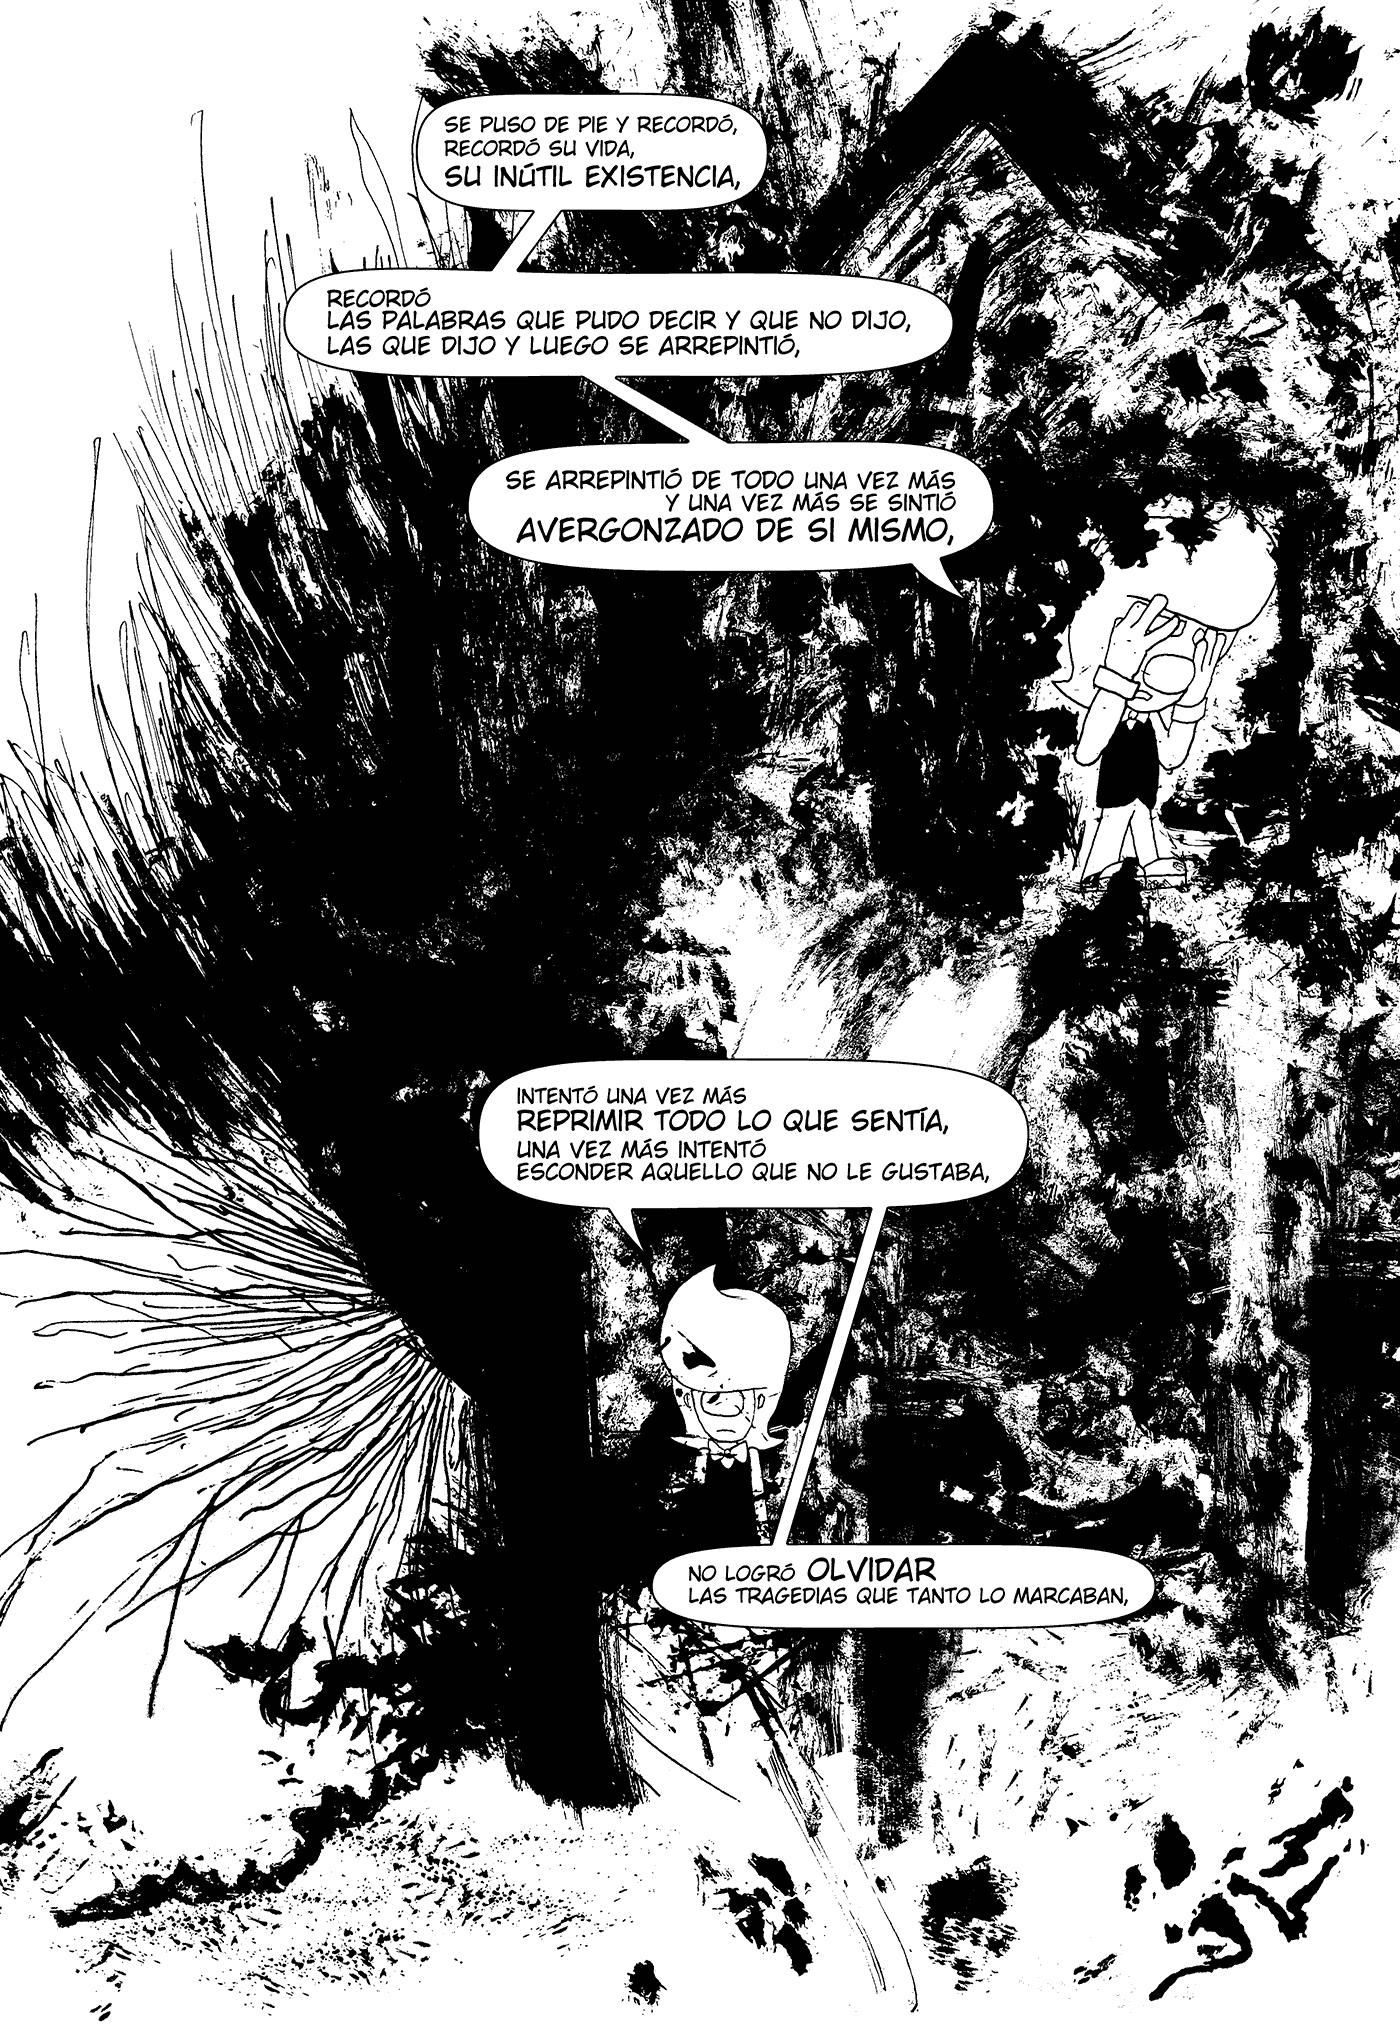 SE PUSO DE PIE Y RECORDÓ,
RECORDÓ SU VIDA,
SU INÚTIL EXISTENCIA,
RECORDÓ
LAS PALABRAS QUE PUDO DECIR Y QUE NO DIJO,
LAS QUE DIJO Y LUEGO SE ARREPINTIÓ,
SE ARREPINTIÓ DE TODO UNA VEZ MÁS
Y UNA VEZ MÁS SE SINTIÓ
AVERGONZADO DE SI MISMO,
INTENTÓ UNA VEZ MÁS
REPRIMIR TODO LO QUE SENTÍA,
UNA VEZ MÁS INTENTÓ
ESCONDER AQUELLO QUE NO LE GUSTABA,
NO LOGRÓ OLVIDAR
LAS TRAGEDIAS QUE TANTO LO MARCABAN,